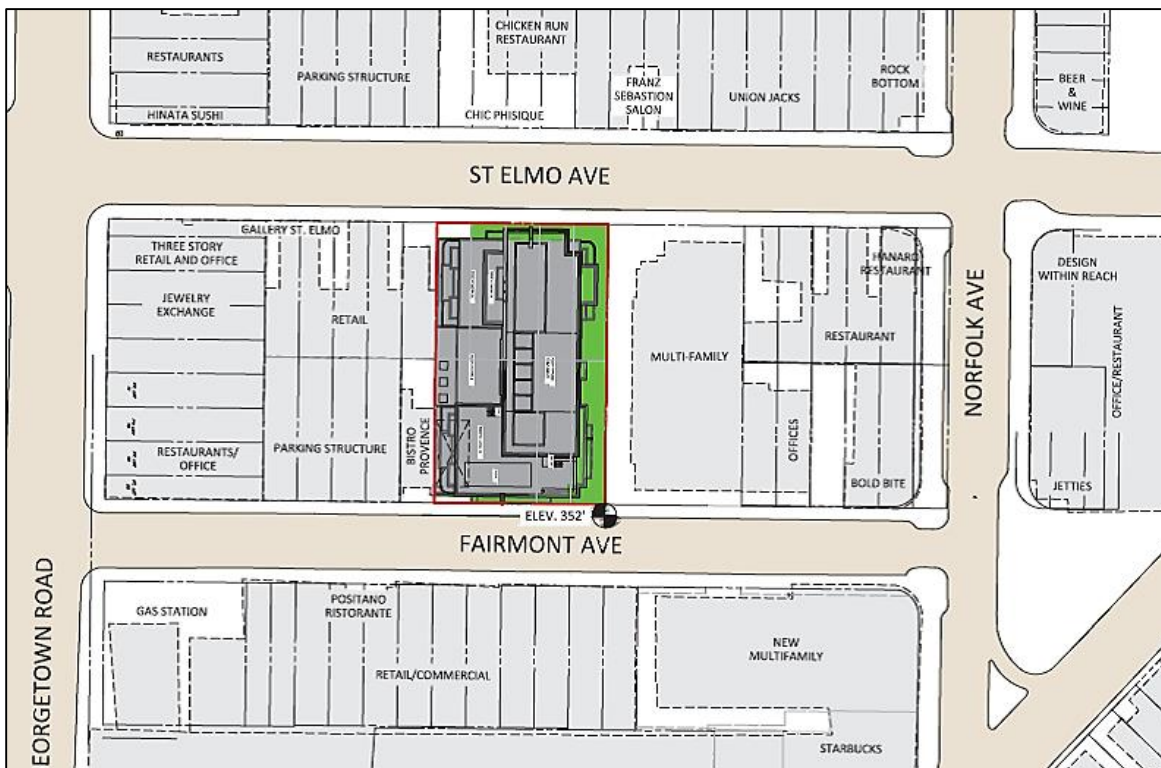 CHICKEN RUN
RESTAURANT
RESTAURANTS
PARKING STRUCTURE
FRANZ
SEBASTION
SALON
ROCK
BOTTOM
UNION JACKS
BEER
&
WINE
HINATA SUSHI
CHIC PHISIQUE
ST ELMO AVE
GALLERY ST. ELMO
THREE STORY
RETAIL AND OFFICE
JEWELRY
EXCHANGE
RETAIL
HANARO
RESTAURANT
DESIGN
WITHIN REACH
RESTAURANT
MULTI-FAMILY
NORFOLK AVE
OFFICE/RESTAURANT
BISTRO
PROVENCE
PARKING STRUCTURE
RESTAURANTS/
OFFICE
OFFICES
BOLD BITE
JETTIES
ELEV. 352'
FAIRMONT AVE
EORGETOWN ROAD
GAS STATION
POSITANO
RISTORANTE
RETAIL/COMMERCIAL
NEW
MULTIFAMILY
STARBUCKS